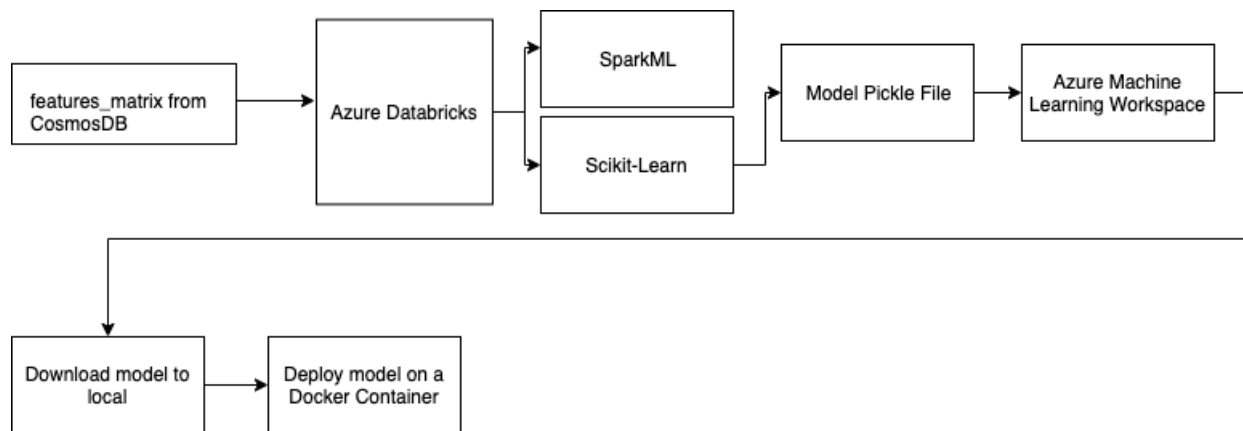 features_matrix from
CosmosDB
Azure Databricks
SparkML
Scikit-Learn
Model Pickle File
Azure Machine
Learning Workspace
Download model to
local
Deploy model on a
Docker Container